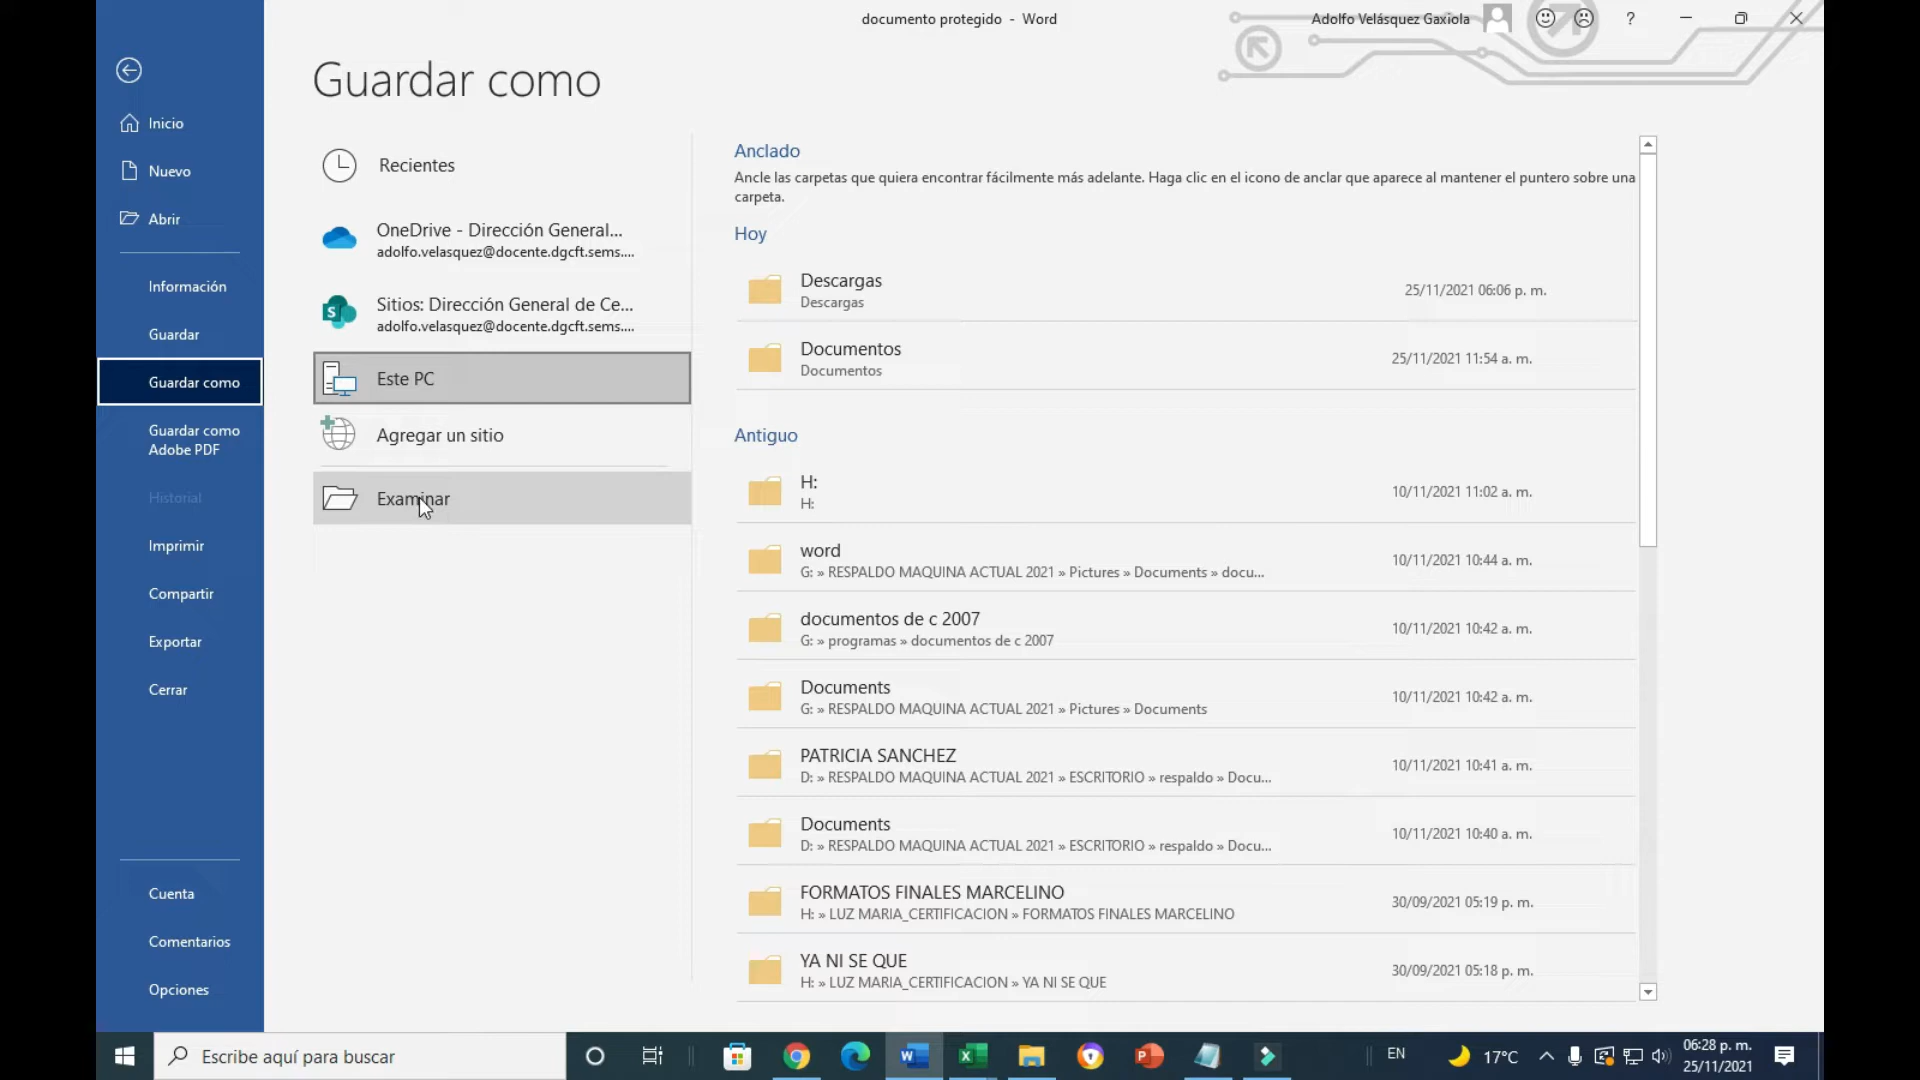 documento protegido - Word
Adolfo Velásquez Gaxiola
?
Guardar como
Inicio
Nuevo
Abrir
Información
Guardar
Guardar como
Guardar como
Adobe PDF
Historial
Imprimir
Compartir
Exportar
Cerrar
Cuenta
Comentarios
Opciones
Recientes
OneDrive - Dirección General...
adolfo.velasquez@docente.dgcft.sems....
S
Sitios: Dirección General de Ce...
adolfo.velasquez@docente.dgcft.sems....
Este PC
Agregar un sitio
Examinar
Anclado
Ancle las carpetas que quiera encontrar fácilmente más adelante. Haga clic en el icono de anclar que aparece al mantener el puntero sobre una
carpeta.
Hoy
Descargas
Descargas
25/11/2021 06:06 p. m.
Documentos
Documentos
25/11/2021 11:54 a. m.
Antiguo
H:
H:
10/11/2021 11:02 a. m.
word
G: » RESPALDO MAQUINA ACTUAL 2021 » Pictures » Documents » docu...
10/11/2021 10:44 a. m.
documentos de c 2007
G: » programas » documentos de c 2007
10/11/2021 10:42 a. m.
Documents
G: » RESPALDO MAQUINA ACTUAL 2021 » Pictures » Documents
10/11/2021 10:42 a. m.
PATRICIA SANCHEZ
D: » RESPALDO MAQUINA ACTUAL 2021 » ESCRITORIO » respaldo » Docu...
10/11/2021 10:41 a. m.
Documents
D: » RESPALDO MAQUINA ACTUAL 2021 » ESCRITORIO » respaldo » Docu...
10/11/2021 10:40 a. m.
FORMATOS FINALES MARCELINO
H: » LUZ MARIA_CERTIFICACION » FORMATOS FINALES MARCELINO
30/09/2021 05:19 p. m.
YA NI SE QUE
H: » LUZ MARIA_CERTIFICACION » YA NI SE QUE
30/09/2021 05:18 p. m.
Escribe aquí para buscar
EN
17°C
06:28 p. m.
25/11/2021